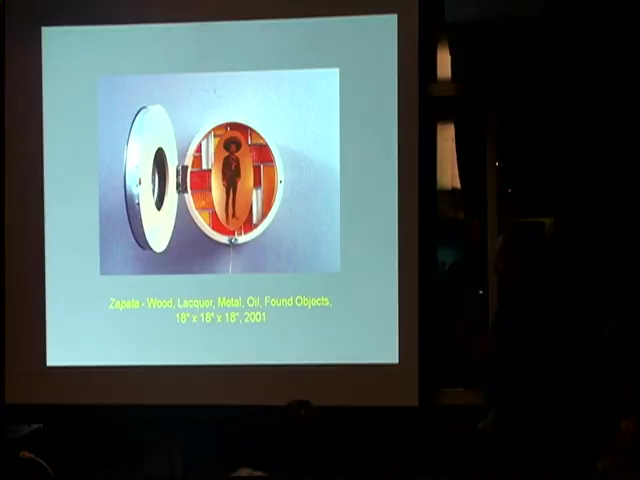 Zapata - Wood, Lacquer, Metal, Oil, Found Objects,
18" x 18" x 18", 2001